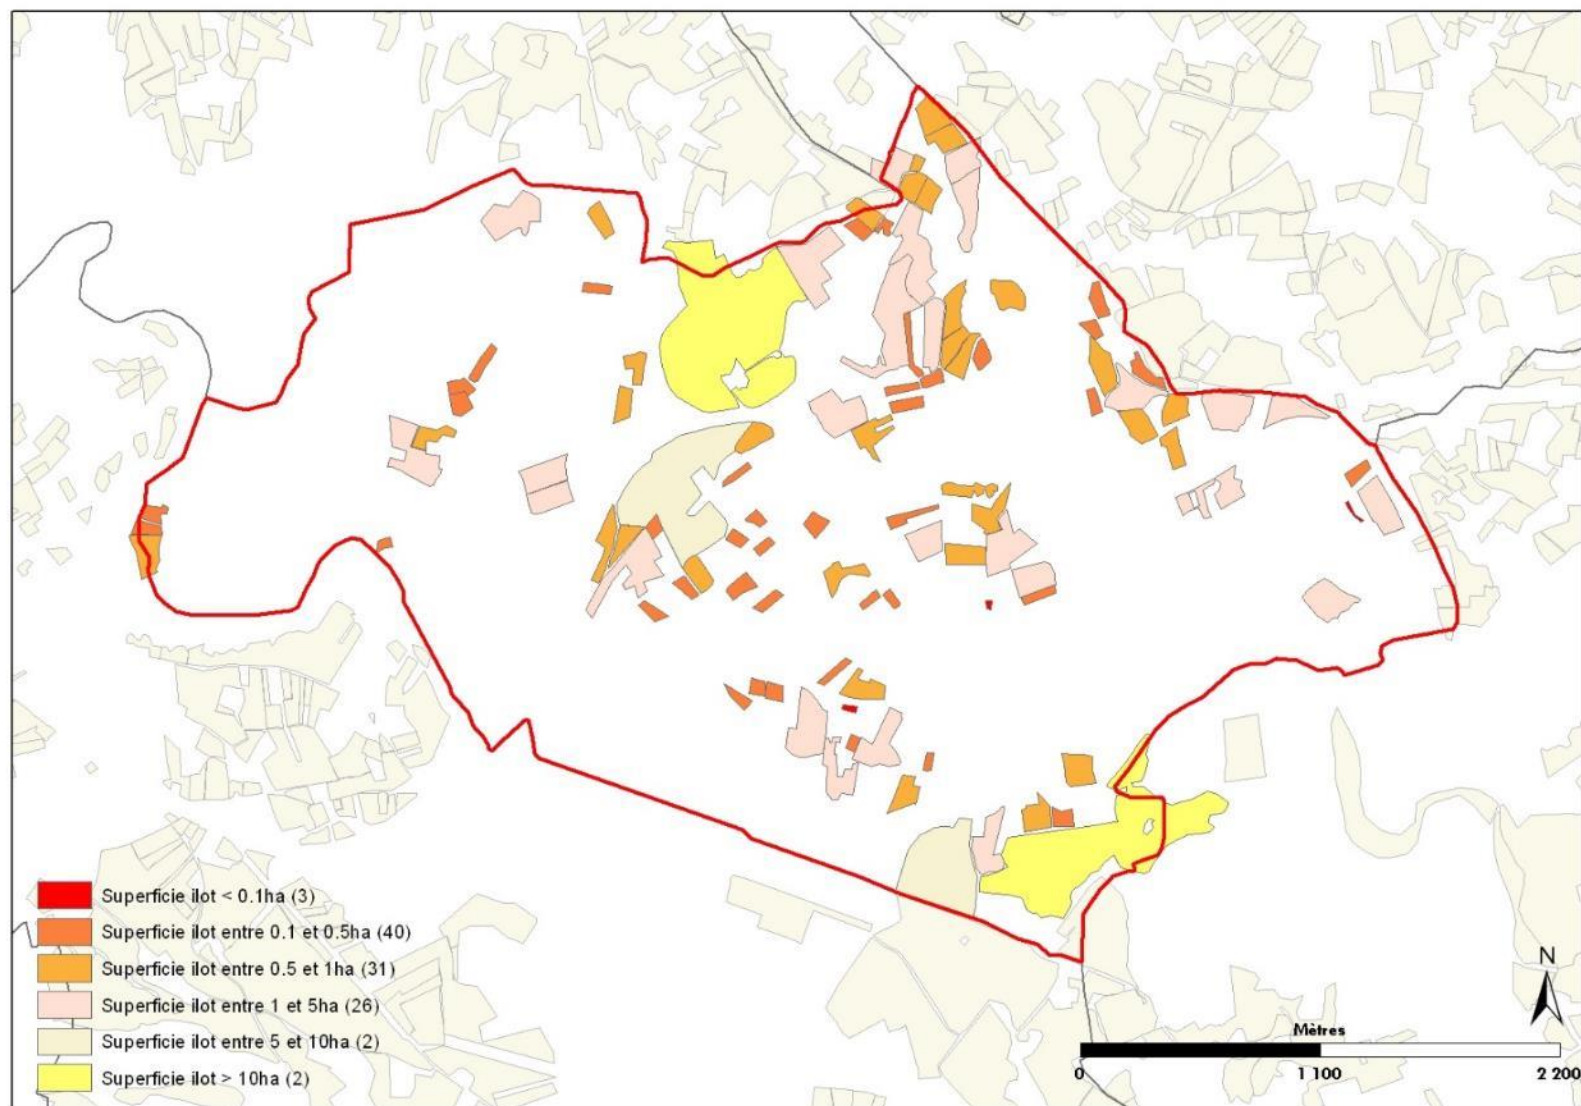 Superficie ilot < 0.1ha (3)
Superficie ilot entre 0.1 et 0.5ha (40)
Superficie ilot entre 0.5 et 1ha (31)
Superficie ilot entre 1 et 5ha (26)
Superficie ilot entre 5 et 10ha (2)
Superficie ilot > 10ha (2)
N
Mètres
0 1 100 2 200